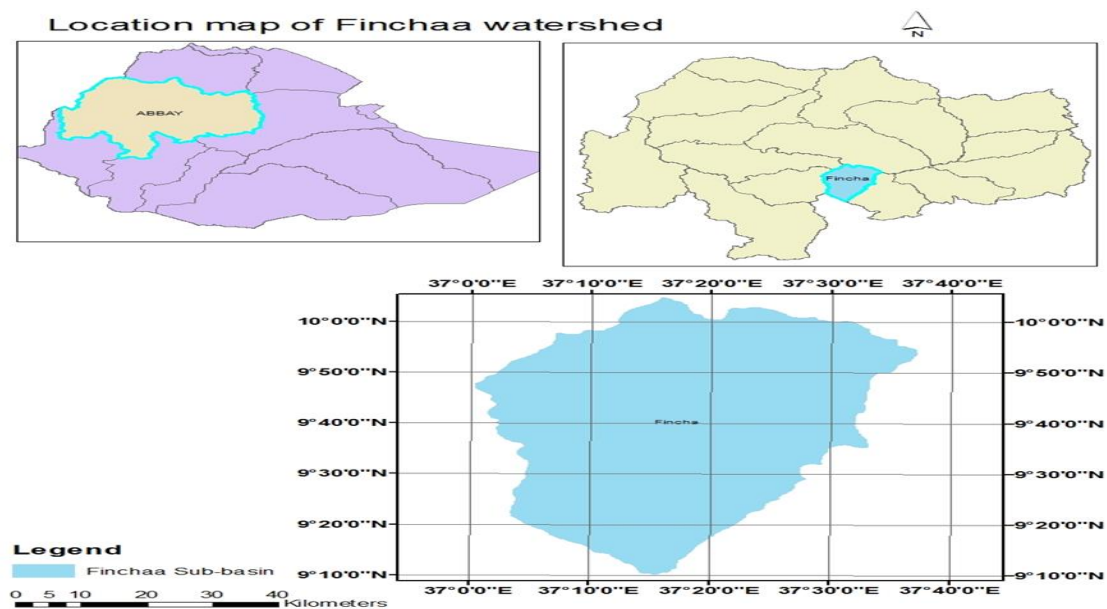 Location map of Finchaa watershed
N
ABBAY
Fincha
37°0'0"E 37°10'0"E 37°20'0"E 37°30'0"E 37°40'0"E
10°0'0"N 10°0'0"N
9°50'0"N 9°50'0"N
Fincha
9°40'0"N 9°40'0"N
9°30'0"N 9°30'0"N
9°20'0"N 9°20'0"N
9°10'0"N 9°10'0"N
37°0'0"E 37°10'0"E 37°20'0"E 37°30'0"E 37°40'0"E
Legend
Finchaa Sub-basin
0 5 10 20 30 40
Kilometers